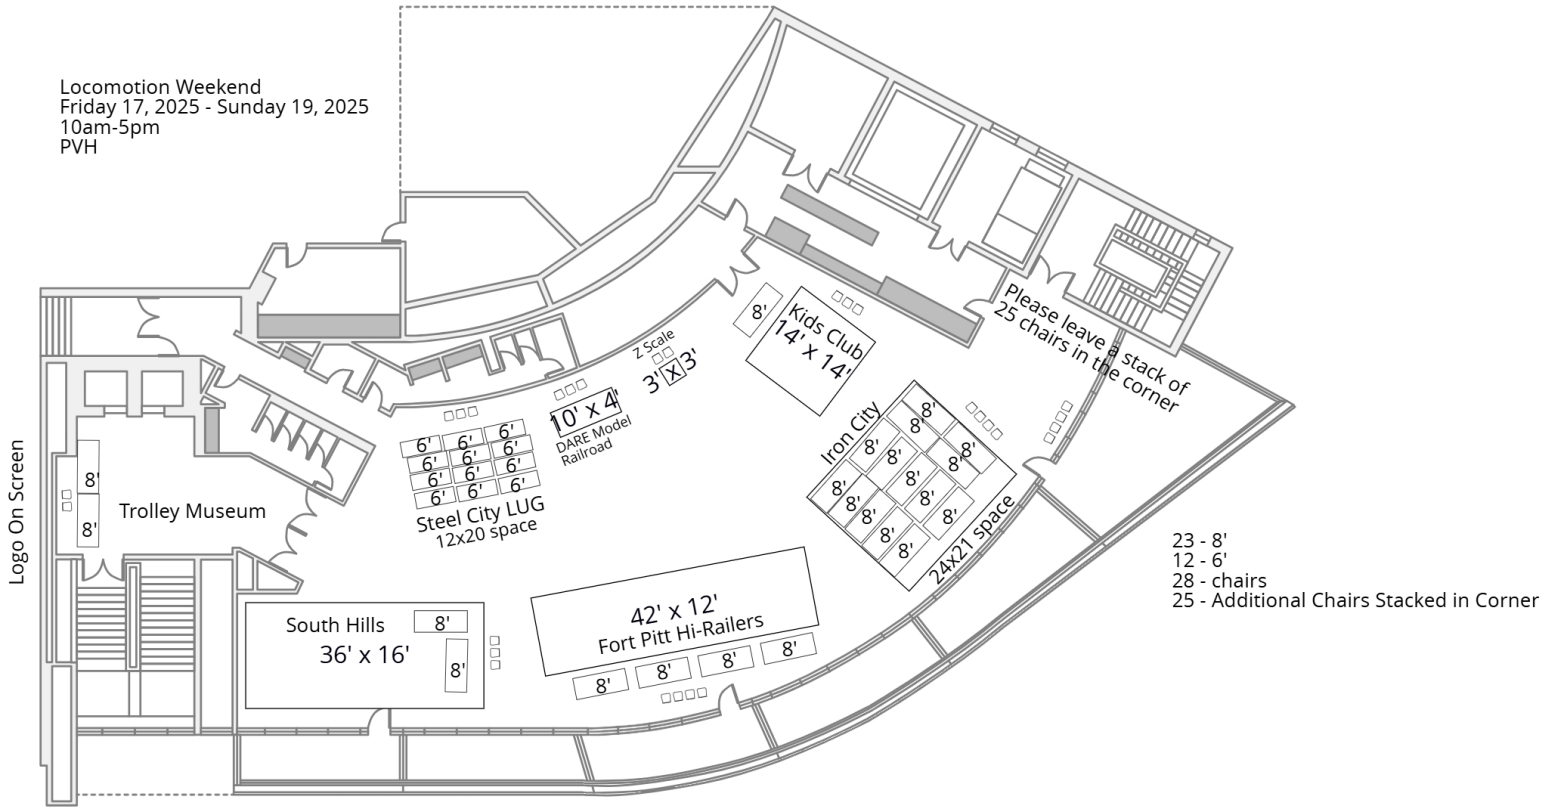 Locomotion Weekend
Friday 17, 2025 - Sunday 19, 2025
10am-5pm
PVH
Please leave a stack of
25 chairs in the corner
8'
Kids Club
14' x 14'
Z Scale
3' x 3'
10' x 4'
DARE Model
Railroad
6' 6' 6'
6' 6' 6'
6' 6' 6'
6' 6' 6'
Steel City LUG
12x20 space
Iron City
8'
8'
8'
8'
8'
8'
8'
8'
8'
8'
8'
8'
8'
8'
24x21 space
Logo On Screen
8'
8'
Trolley Museum
South Hills
36' x 16'
8'
8'
42' x 12'
Fort Pitt Hi-Railers
8' 8' 8' 8'
23 - 8'
12 - 6'
28 - chairs
25 - Additional Chairs Stacked in Corner